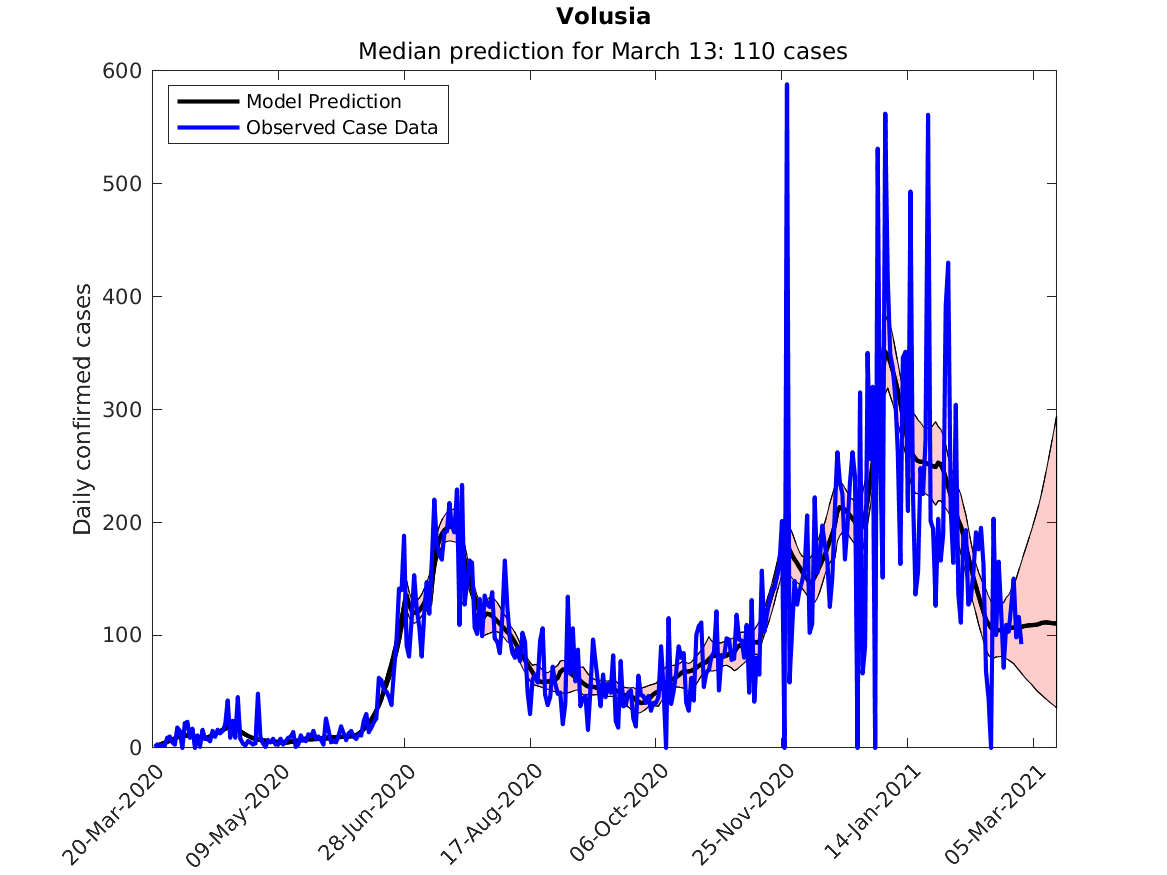 Volusia
Median prediction for March 13: 110 cases
Model Prediction
Observed Case Data
Daily confirmed cases
600
500
400
300
200
100
0
20-Mar-2020
09-May-2020
28-Jun-2020
17-Aug-2020
06-Oct-2020
25-Nov-2020
14-Jan-2021
05-Mar-2021